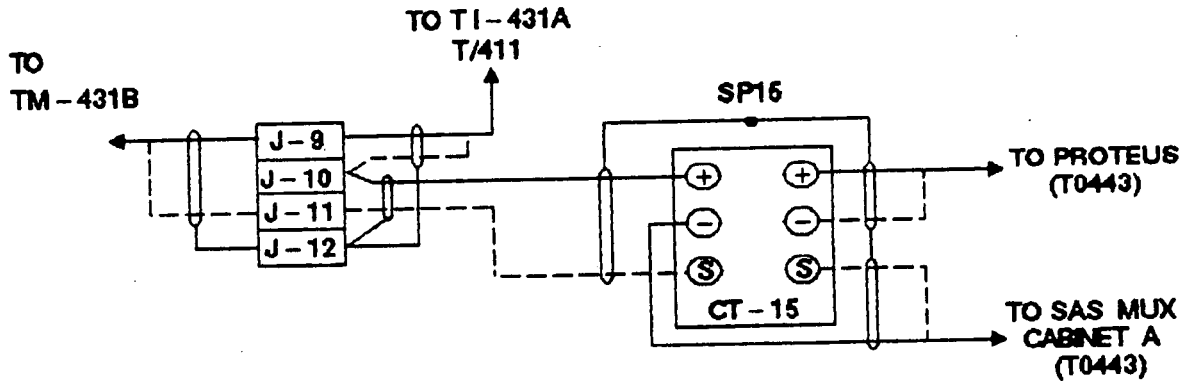 TO TI-431A
T/411
TO
TM-431B
SP15
J-9
J-10
J-11
J-12
+
+
-
-
S
S
CT-15
TO PROTEUS
(T0443)
TO SAS MUX
CABINET A
(T0443)